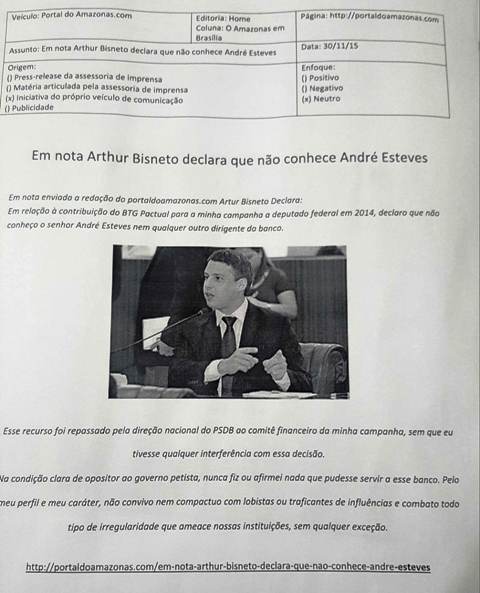 Veículo: Portal do Amazonas.com
Editoria: Home
Coluna: O Amazonas em
Brasília
Página: http://portaldoamazonas.com
Assunto: Em nota Arthur Bisneto declara que não conhece André Esteves
Data: 30/11/15
Origem:
() Press-release da assessoria de imprensa
() Matéria articulada pela assessoria de imprensa
(x) Iniciativa do próprio veículo de comunicação
() Publicidade
Enfoque:
() Positivo
() Negativo
(x) Neutro
Em nota Arthur Bisneto declara que não conhece André Esteves
Em nota enviada a redação do portaldoamazonas.com Artur Bisneto Declara:
Em relação à contribuição do BTG Pactual para a minha campanha a deputado federal em 2014, declaro que não
conheço o senhor André Esteves nem qualquer outro dirigente do banco.
Esse recurso foi repassado pela direção nacional do PSDB ao comitê financeiro da minha campanha, sem que eu
tivesse qualquer interferência com essa decisão.
Na condição clara de opositor ao governo petista, nunca fiz ou afirmei nada que pudesse servir a esse banco. Pelo
meu perfil e meu caráter, não convivo nem compactuo com lobistas ou traficantes de influências e combato todo
tipo de irregularidade que ameace nossas instituições, sem qualquer exceção.
http://portaldoamazonas.com/em-nota-arthur-bisneto-declara-que-nao-conhece-andre-esteves